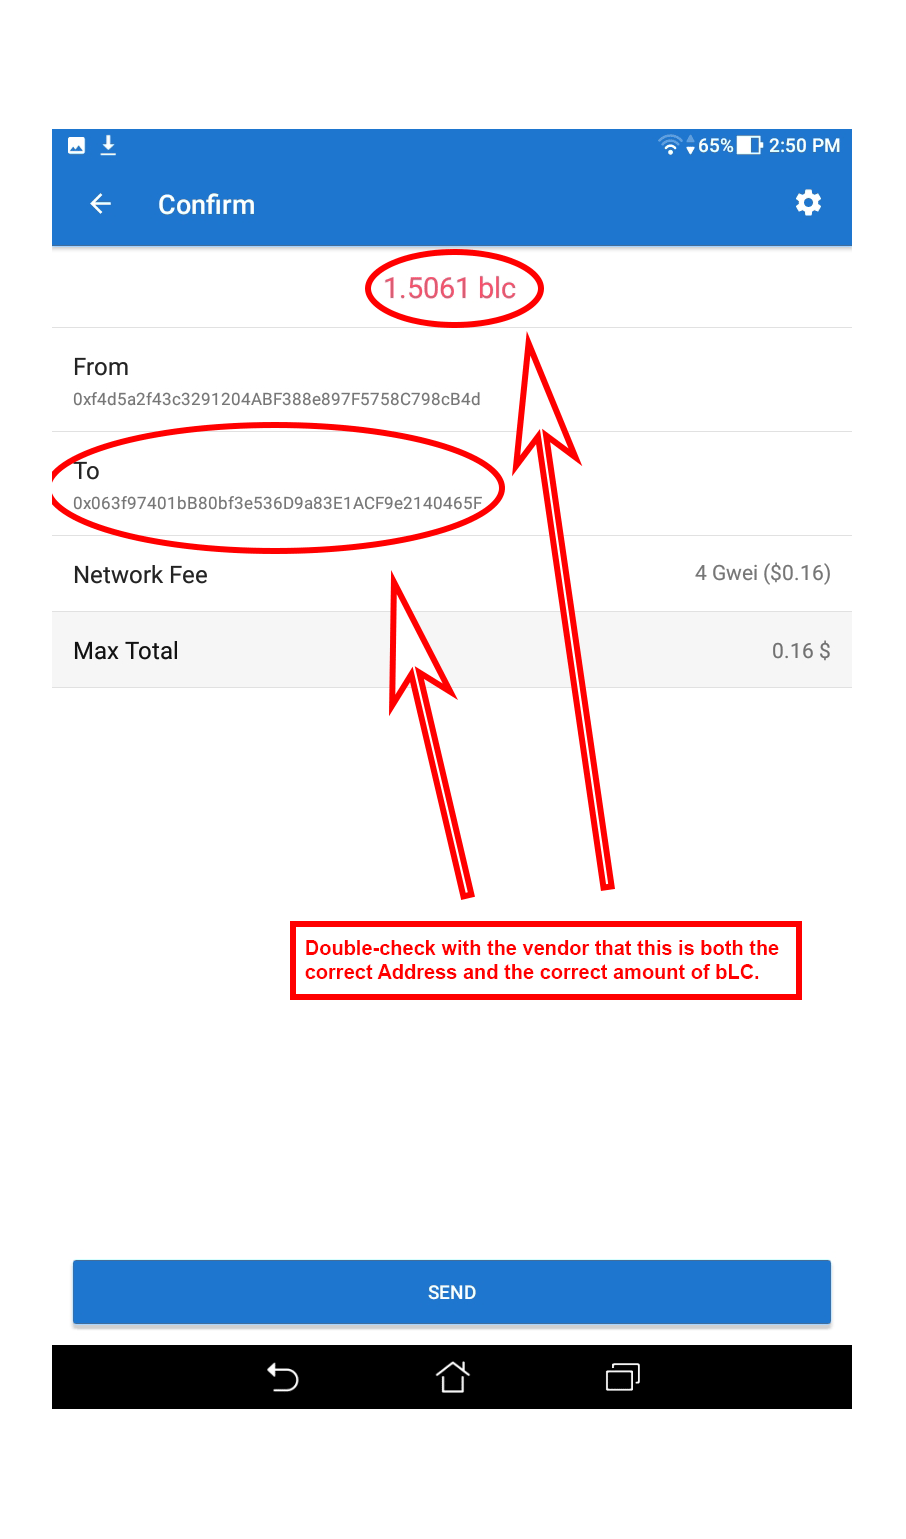 65% 2:50 PM
Confirm
1.5061 blc
From
0xf4d5a2f43c3291204ABF388e897F5758C798cB4d
To
0x063f97401bB80bf3e536D9a83E1ACF9e2140465F
Network Fee 4 Gwei ($0.16)
Max Total 0.16 $
Double-check with the vendor that this is both the
correct Address and the correct amount of bLC.
SEND